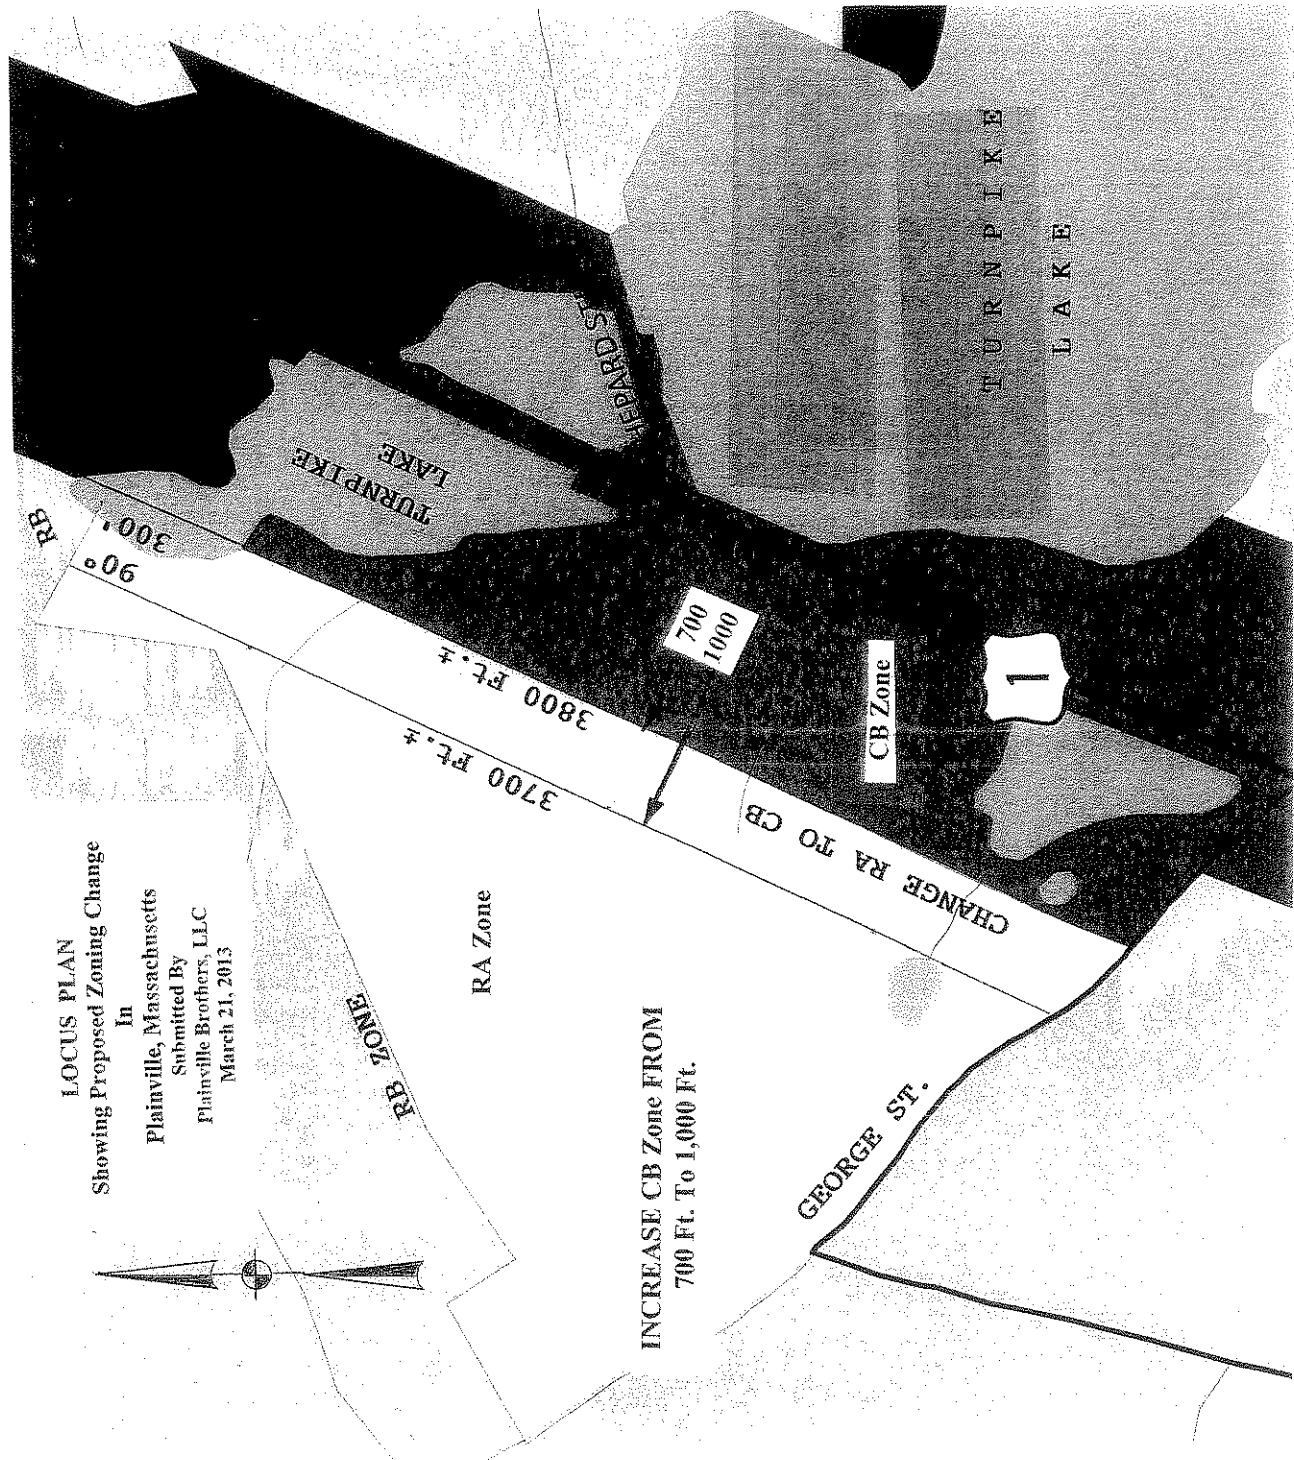 LOCUS PLAN
Showing Proposed Zoning Change
In
Plainville, Massachusetts
Submitted By
Plainville Brothers, LLC
March 21, 2013
RB ZONE
RA Zone
INCREASE CB Zone FROM
700 Ft. To 1,000 Ft.
GEORGE ST.
RB
300'
90°
3800 Ft.±
3700 Ft.±
CHANGE RA TO CB
700
1000
CB Zone
1
TURNPIKE
LAKE
HEPARD ST
TURNPIKE
LAKE